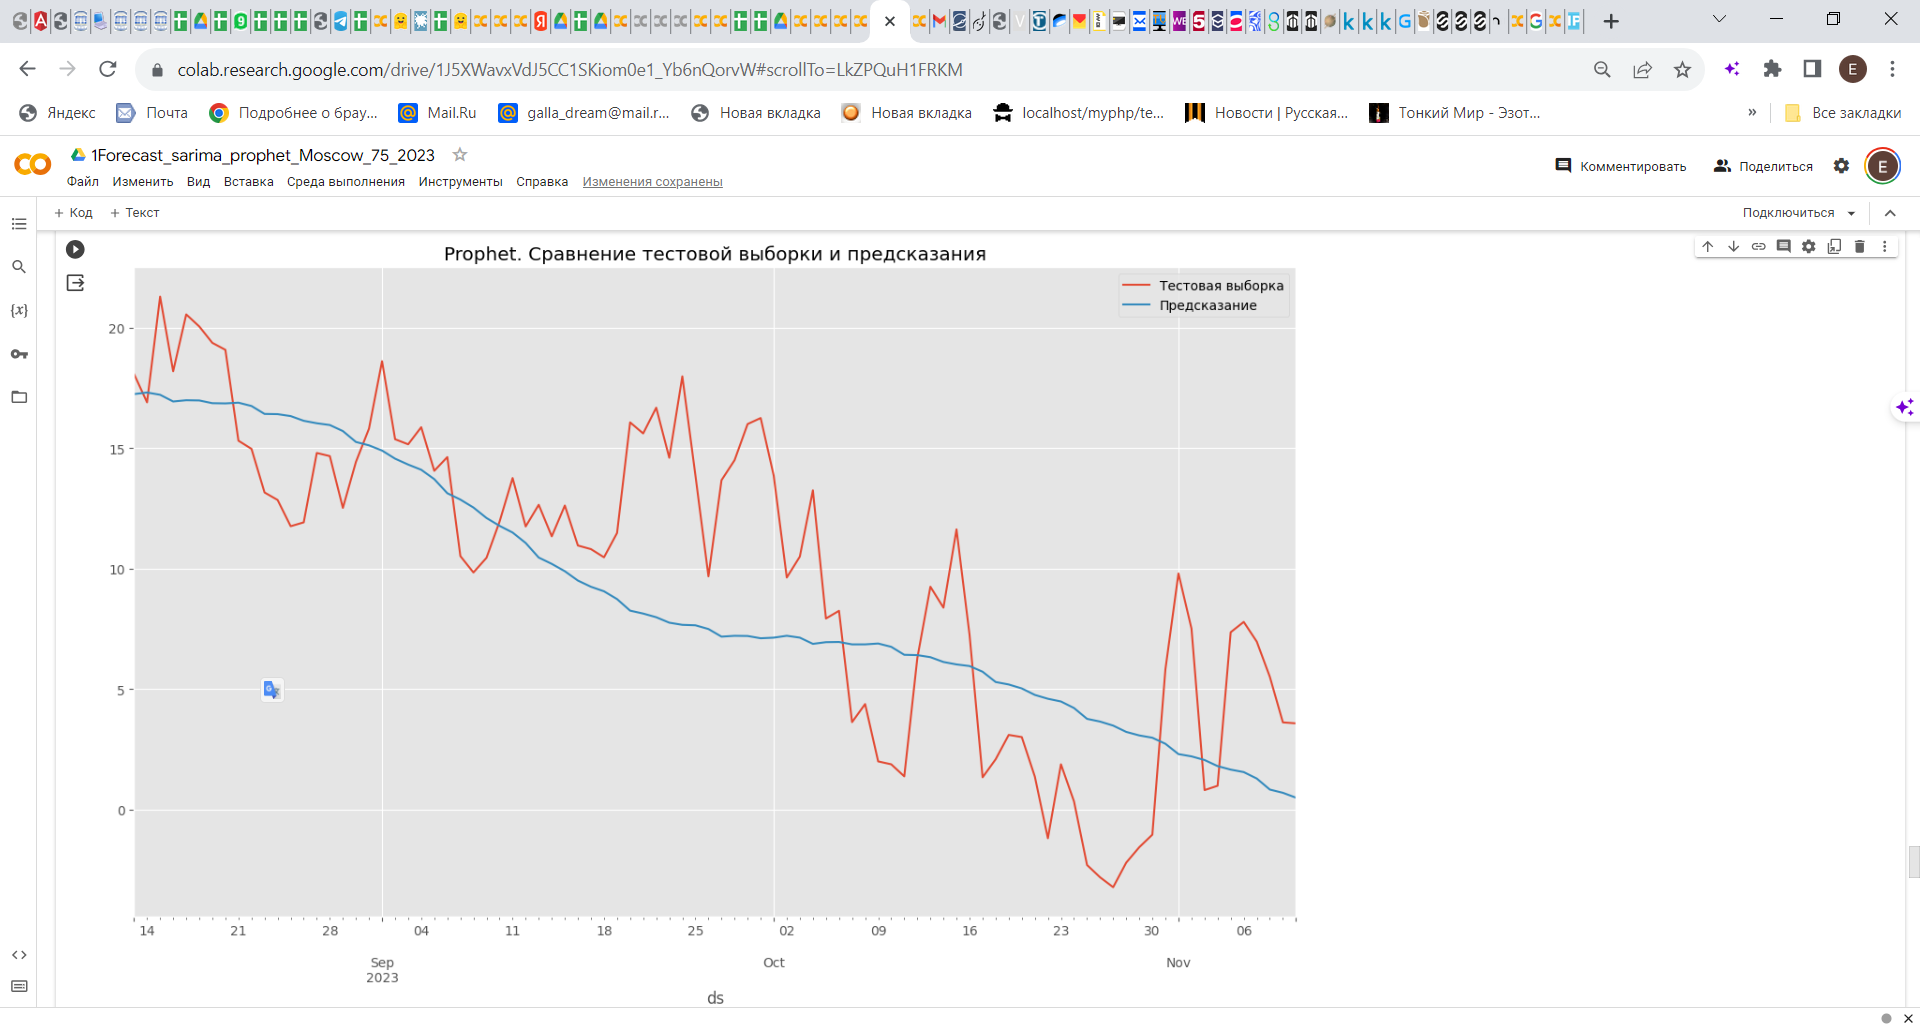 colab.research.google.com/drive/1J5XWavxVdJ5CC1SKiom0e1_Yb6nQorvW#scrollTo=LkZPQuH1FRKM
E
Яндекс
Почта
Подробнее о брау...
Mail.Ru
galla_dream@mail.r...
Новая вкладка
Новая вкладка
localhost/myphp/te...
Новости | Русская...
Тонкий Мир - Эзот...
»
Все закладки
1Forecast_sarima_prophet_Moscow_75_2023
Комментировать
Поделиться
E
Файл Изменить Вид Вставка Среда выполнения Инструменты Справка Изменения сохранены
+ Код + Текст
Подключиться
Prophet. Сравнение тестовой выборки и предсказания
Тестовая выборка
Предсказание
20
15
10
5
0
14 21 28 04 11 18 25 02 09 16 23 30 06
Sep Oct Nov
2023
ds